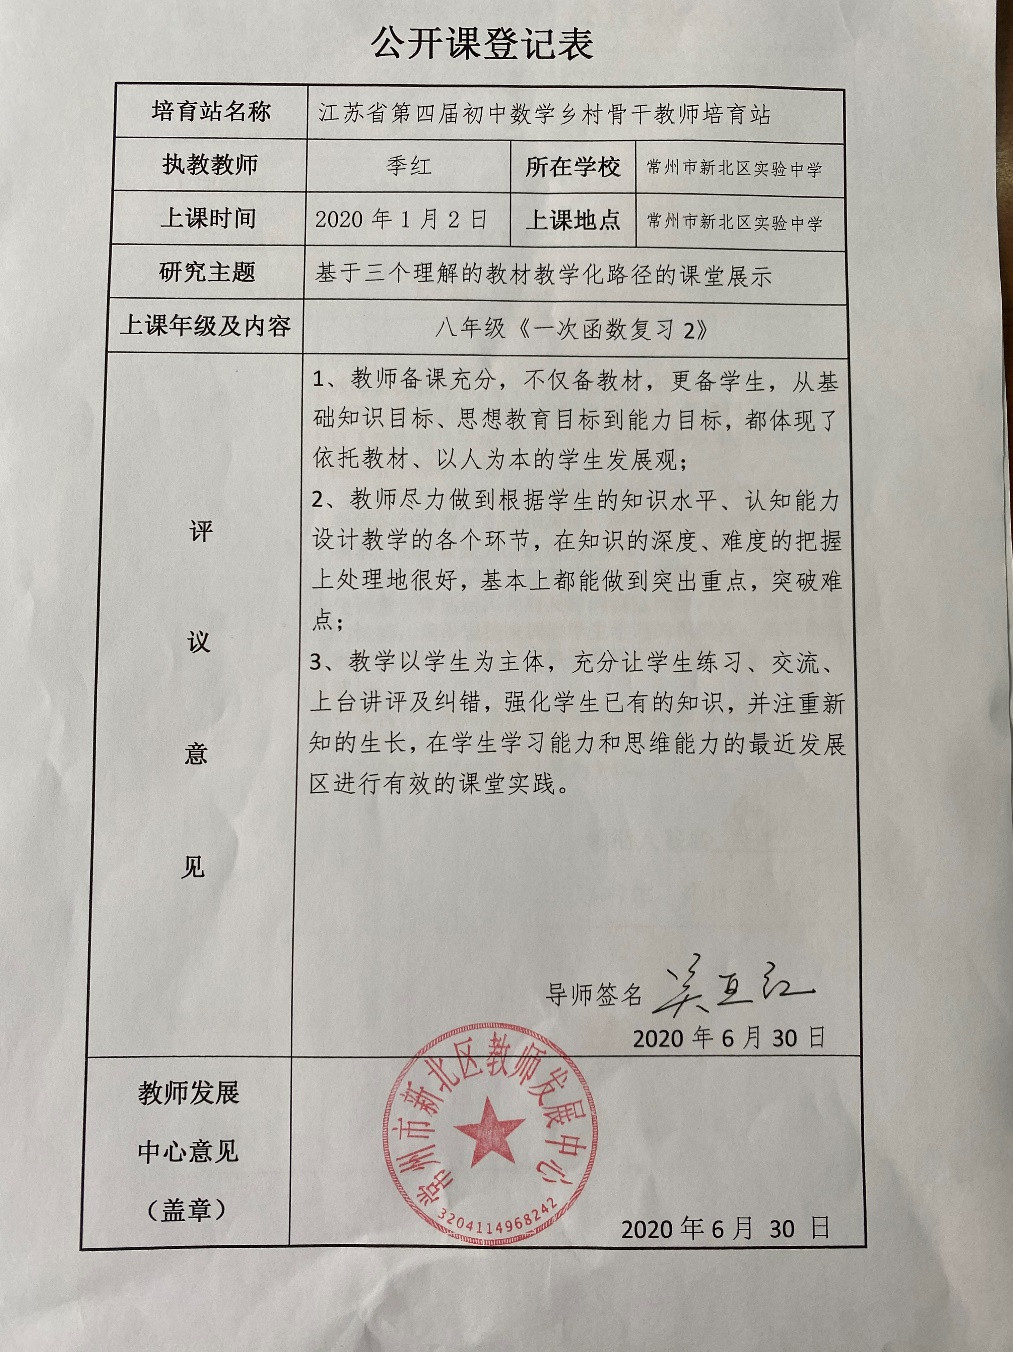 公开课登记表
培育站名称 江苏省第四届初中数学乡村骨干教师培育站
执教教师 季红 所在学校 常州市新北区实验中学
上课时间 2020 年 1 月 2 日 上课地点 常州市新北区实验中学
研究主题 基于三个理解的教材教学化路径的课堂展示
上课年级及内容 八年级《一次函数复习 2》
评议意见
1、教师备课充分，不仅备教材，更备学生，从基
础知识目标、思想教育目标到能力目标，都体现了
依托教材、以人为本的学生发展观；
2、教师尽力做到根据学生的知识水平、认知能力
设计教学的各个环节，在知识的深度、难度的把握
上处理地很好，基本上都能做到突出重点，突破难
点；
3、教学以学生为主体，充分让学生练习、交流、
上台讲评及纠错，强化学生已有的知识，并注重新
知的生长，在学生学习能力和思维能力的最近发展
区进行有效的课堂实践。
导师签名
2020 年 6 月 30 日
教师发展
中心意见
（盖章）
常州市新北区教师发展中心
3204114968242
2020 年 6 月 30 日